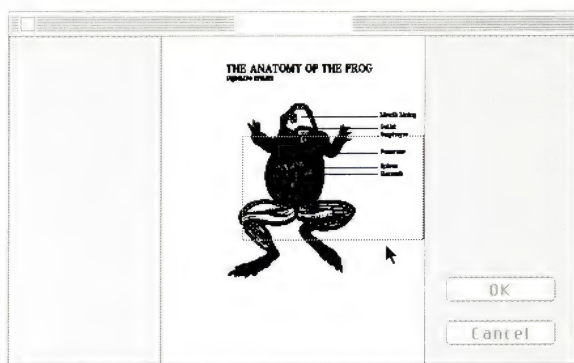 THE ANATOMY OF THE FROG
Mouth Lining
Gullet
Esophagus
Pancreas
Spleen
Stomach
OK
Cancel